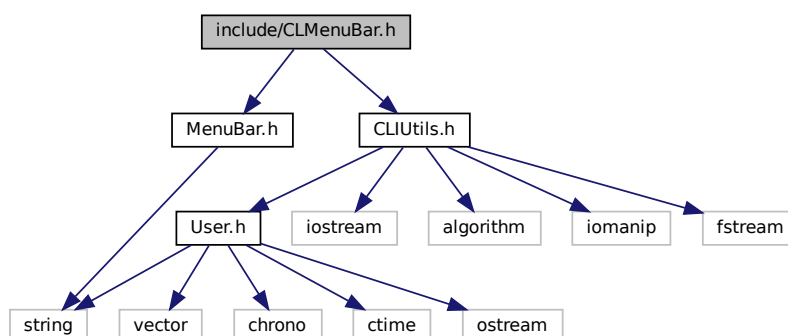 include/CLMenuBar.h
MenuBar.h
CLIUtils.h
User.h
iostream
algorithm
iomanip
fstream
string
vector
chrono
ctime
ostream